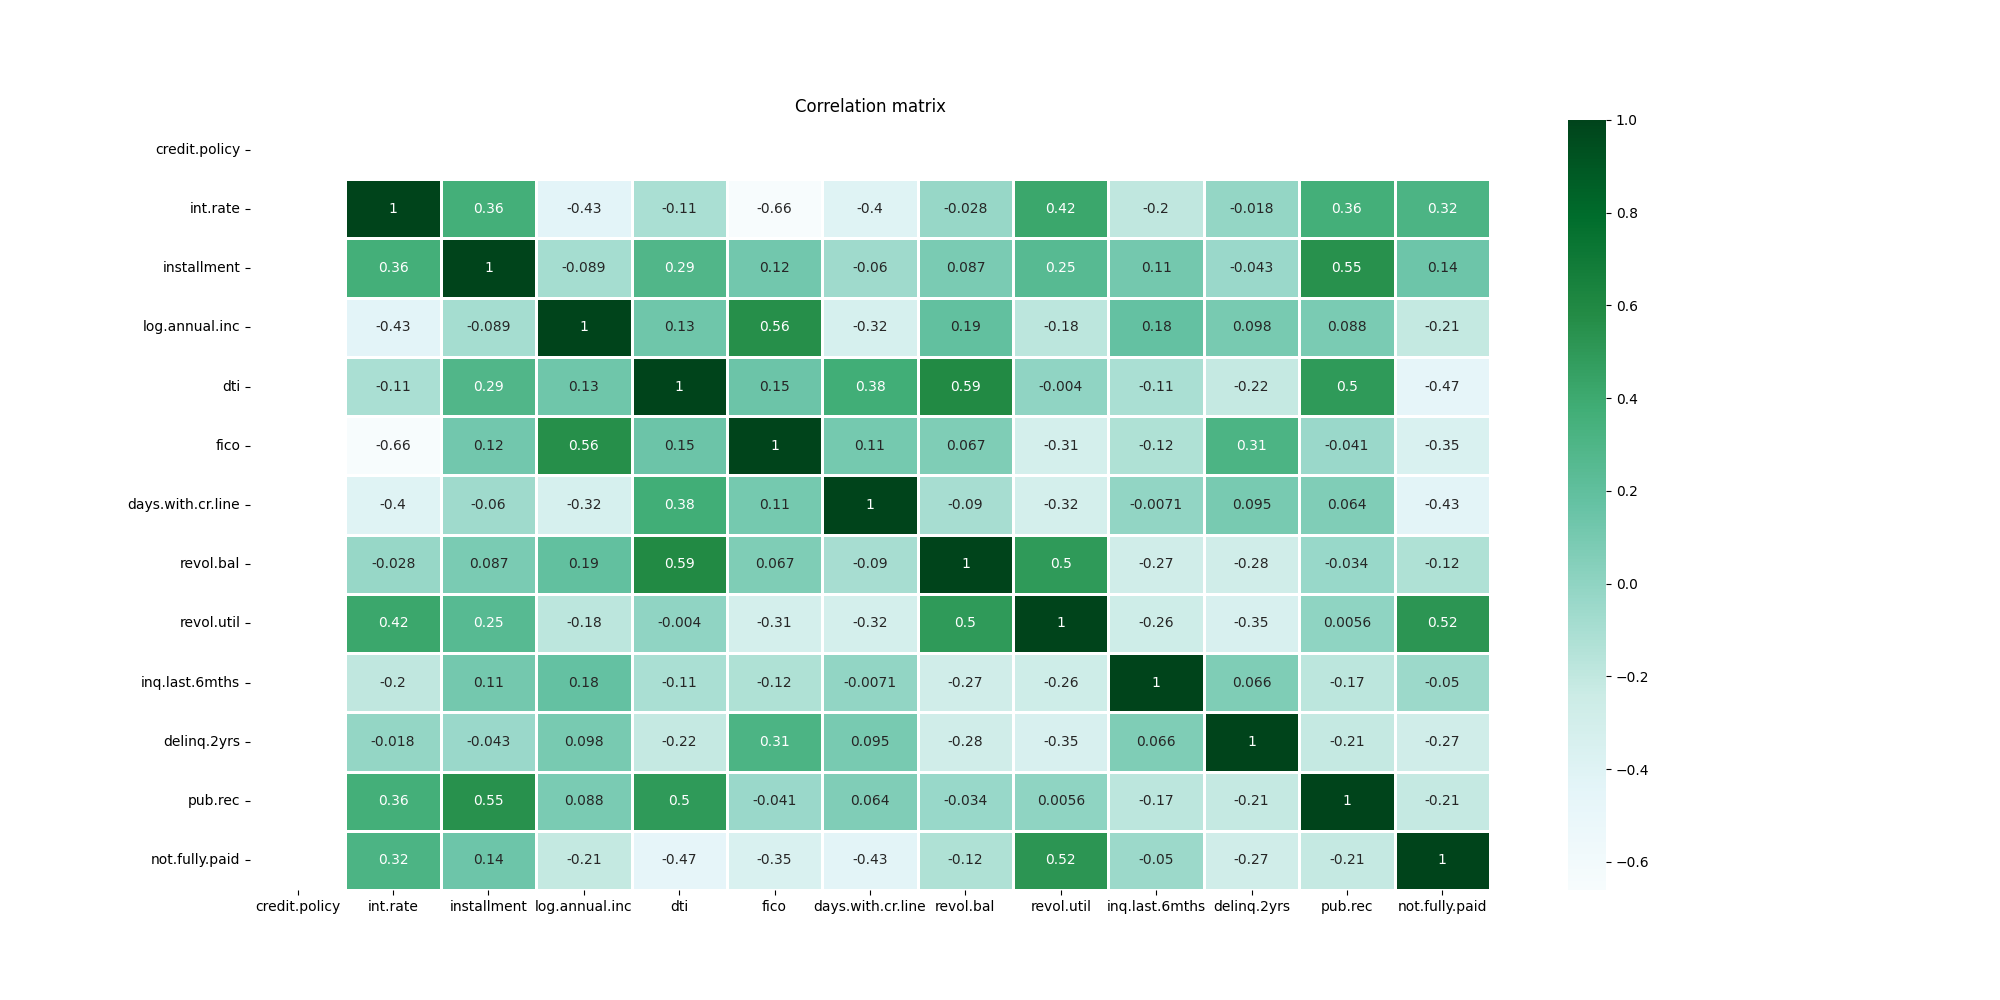 Correlation matrix
credit.policy
int.rate 1 0.36 -0.43 -0.11 -0.66 -0.4 -0.028 0.42 -0.2 -0.018 0.36 0.32
installment 0.36 1 -0.089 0.29 0.12 -0.06 0.087 0.25 0.11 -0.043 0.55 0.14
log.annual.inc -0.43 -0.089 1 0.13 0.56 -0.32 0.19 -0.18 0.18 0.098 0.088 -0.21
dti -0.11 0.29 0.13 1 0.15 0.38 0.59 -0.004 -0.11 -0.22 0.5 -0.47
fico -0.66 0.12 0.56 0.15 1 0.11 0.067 -0.31 -0.12 0.31 -0.041 -0.35
days.with.cr.line -0.4 -0.06 -0.32 0.38 0.11 1 -0.09 -0.32 -0.0071 0.095 0.064 -0.43
revol.bal -0.028 0.087 0.19 0.59 0.067 -0.09 1 0.5 -0.27 -0.28 -0.034 -0.12
revol.util 0.42 0.25 -0.18 -0.004 -0.31 -0.32 0.5 1 -0.26 -0.35 0.0056 0.52
inq.last.6mths -0.2 0.11 0.18 -0.11 -0.12 -0.0071 -0.27 -0.26 1 0.066 -0.17 -0.05
delinq.2yrs -0.018 -0.043 0.098 -0.22 0.31 0.095 -0.28 -0.35 0.066 1 -0.21 -0.27
pub.rec 0.36 0.55 0.088 0.5 -0.041 0.064 -0.034 0.0056 -0.17 -0.21 1 -0.21
not.fully.paid 0.32 0.14 -0.21 -0.47 -0.35 -0.43 -0.12 0.52 -0.05 -0.27 -0.21 1
credit.policy int.rate installment log.annual.inc dti fico days.with.cr.line revol.bal revol.util inq.last.6mths delinq.2yrs pub.rec not.fully.paid
1.0
0.8
0.6
0.4
0.2
0.0
−0.2
−0.4
−0.6